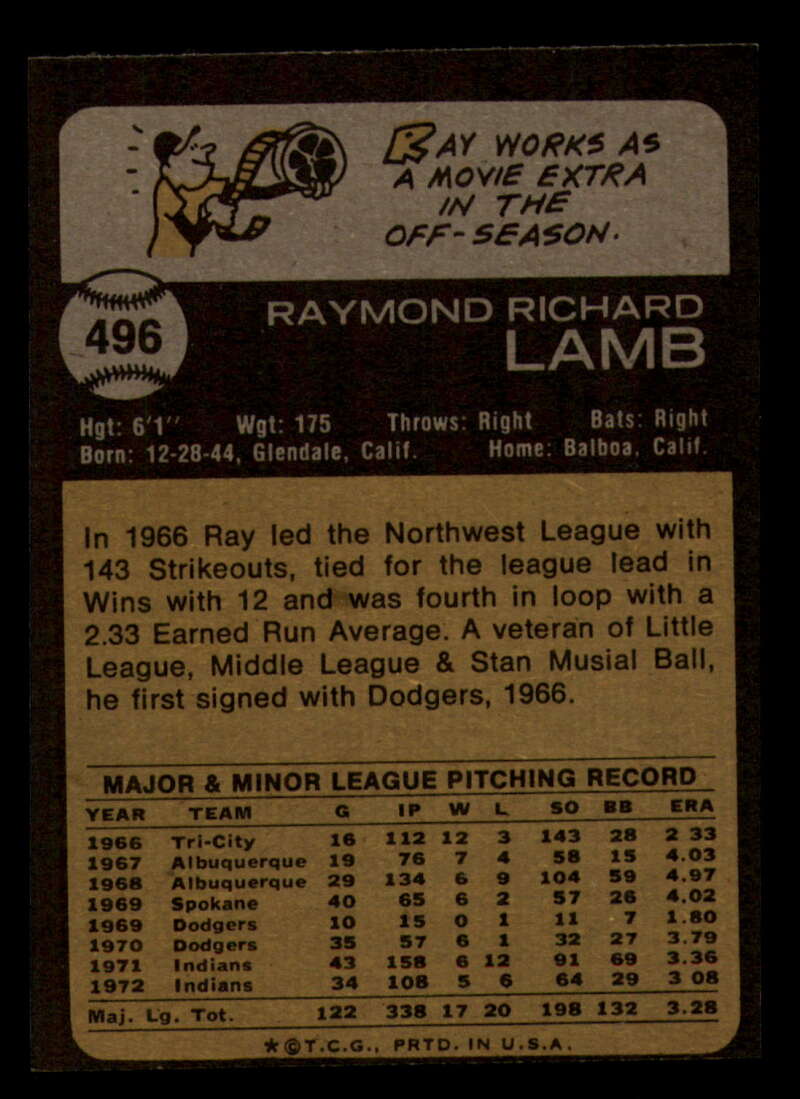 RAY WORKS AS
A MOVIE EXTRA
IN THE
OFF-SEASON.
496
RAYMOND RICHARD
LAMB
Hgt: 6'1" Wgt: 175 Throws: Right Bats: Right
Born: 12-28-44, Glendale, Calif. Home: Balboa, Calif.
In 1966 Ray led the Northwest League with
143 Strikeouts, tied for the league lead in
Wins with 12 and was fourth in loop with a
2.33 Earned Run Average. A veteran of Little
League, Middle League & Stan Musial Ball,
he first signed with Dodgers, 1966.
MAJOR & MINOR LEAGUE PITCHING RECORD
YEAR TEAM G IP W L SO BB ERA
1966 Tri-City 16 112 12 3 143 28 2 33
1967 Albuquerque 19 76 7 4 58 15 4.03
1968 Albuquerque 29 134 6 9 104 59 4.97
1969 Spokane 40 65 6 2 57 26 4.02
1969 Dodgers 10 15 0 1 11 7 1.80
1970 Dodgers 35 57 6 1 32 27 3.79
1971 Indians 43 158 6 12 91 69 3.36
1972 Indians 34 108 5 6 64 29 3 08
Maj. Lg. Tot. 122 338 17 20 198 132 3.28
★©T.C.G., PRTD. IN U.S.A.